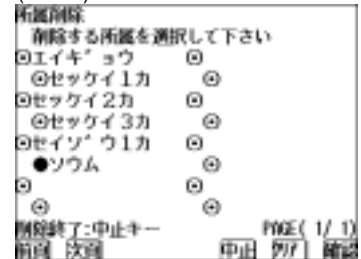 所属削除
削除する所属を選択して下さい
エイギョウ
セッケイ1カ
セッケイ2カ
セッケイ3カ
セイゾウ1カ
ソウム
削除終了:中止キー PAGE( 1/ 1)
前頁 次頁 中止 クリア 確認